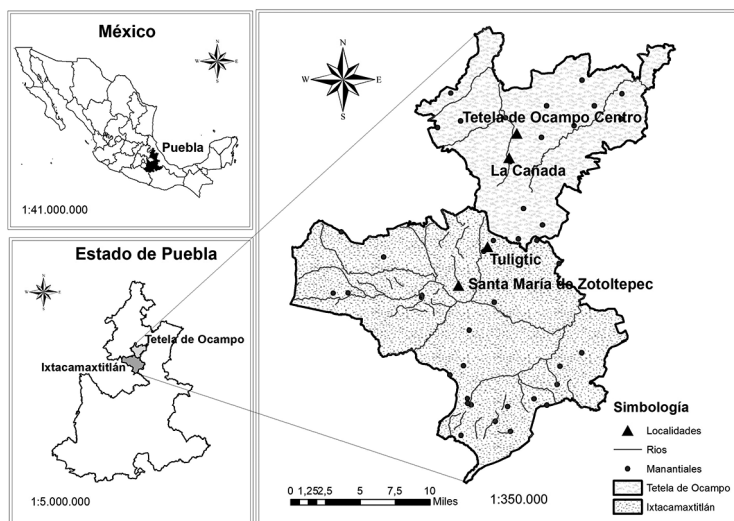 México
N
W E
S
Puebla
1:41.000.000
Estado de Puebla
N
W E
S
Tetela de Ocampo
Ixtacamaxtitlán
1:5.000.000
N
W E
S
Tetela de Ocampo Centro
La Cañada
Tuligtic
Santa María de Zotoltepec
Simbología
Localidades
Rios
Manantiales
Tetela de Ocampo
Ixtacamaxtitlán
0 1,25 2,5 5 7,5 10
Miles
1:350.000